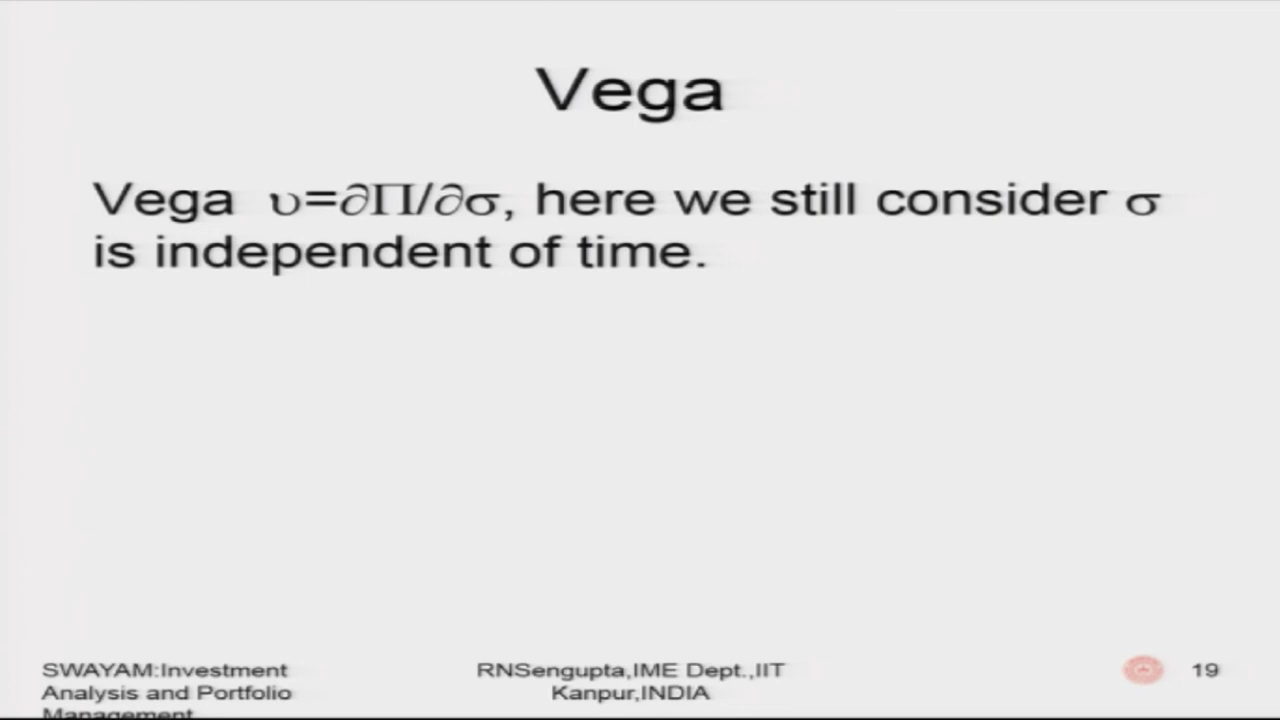 Vega
Vega υ=∂Π/∂σ, here we still consider σ
is independent of time.
SWAYAM:Investment
Analysis and Portfolio
Management
RNSengupta,IME Dept.,IIT
Kanpur,INDIA
19